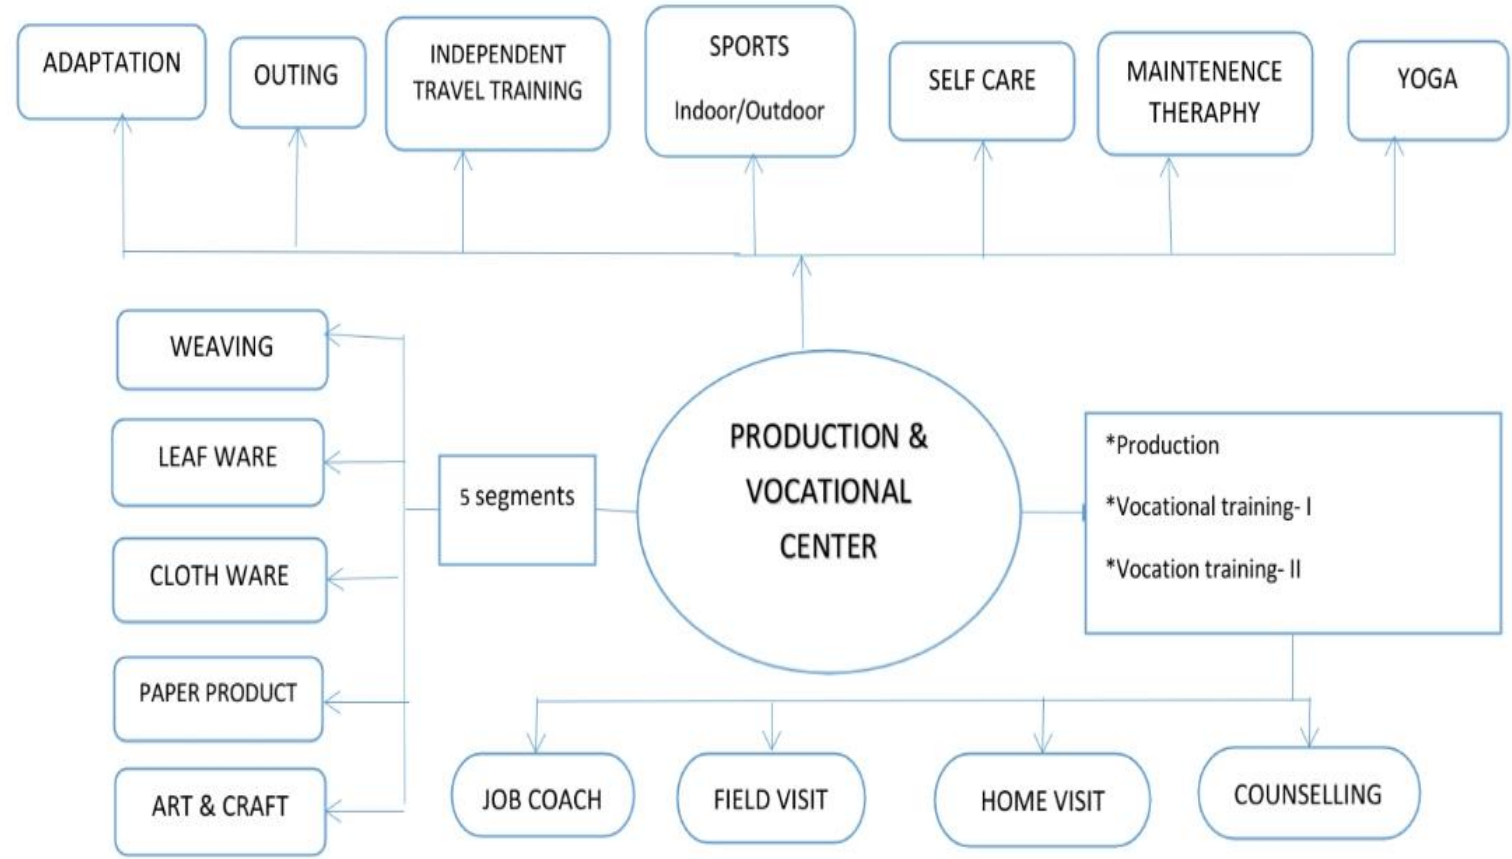 ADAPTATION
OUTING
INDEPENDENT
TRAVEL TRAINING
SPORTS
Indoor/Outdoor
SELF CARE
MAINTENENCE
THERAPHY
YOGA
WEAVING
LEAF WARE
CLOTH WARE
PAPER PRODUCT
ART & CRAFT
5 segments
PRODUCTION &
VOCATIONAL
CENTER
*Production
*Vocational training- I
*Vocation training- II
JOB COACH
FIELD VISIT
HOME VISIT
COUNSELLING